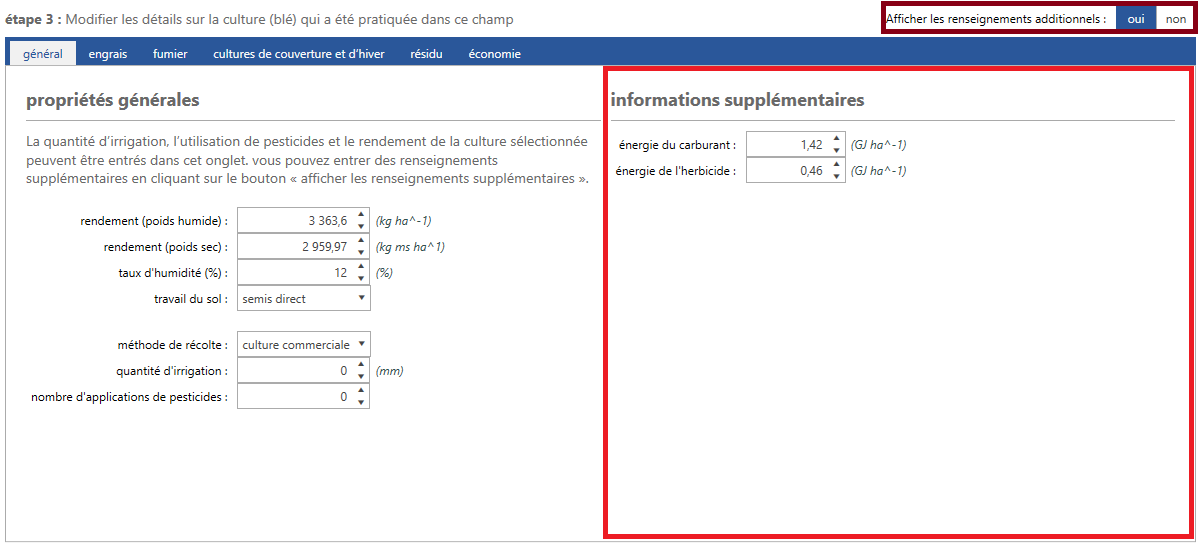 étape 3 : Modifier les détails sur la culture (blé) qui a été pratiquée dans ce champ
Afficher les renseignements additionnels : oui non
général engrais fumier cultures de couverture et d'hiver résidu économie
propriétés générales
La quantité d'irrigation, l'utilisation de pesticides et le rendement de la culture sélectionnée
peuvent être entrés dans cet onglet. vous pouvez entrer des renseignements
supplémentaires en cliquant sur le bouton « afficher les renseignements supplémentaires ».
rendement (poids humide) : 3 363,6 (kg ha^-1)
rendement (poids sec) : 2 959,97 (kg ms ha^1)
taux d'humidité (%) : 12 (%)
travail du sol : semis direct
méthode de récolte : culture commerciale
quantité d'irrigation : 0 (mm)
nombre d'applications de pesticides : 0
informations supplémentaires
énergie du carburant : 1,42 (GJ ha^-1)
énergie de l'herbicide : 0,46 (GJ ha^-1)